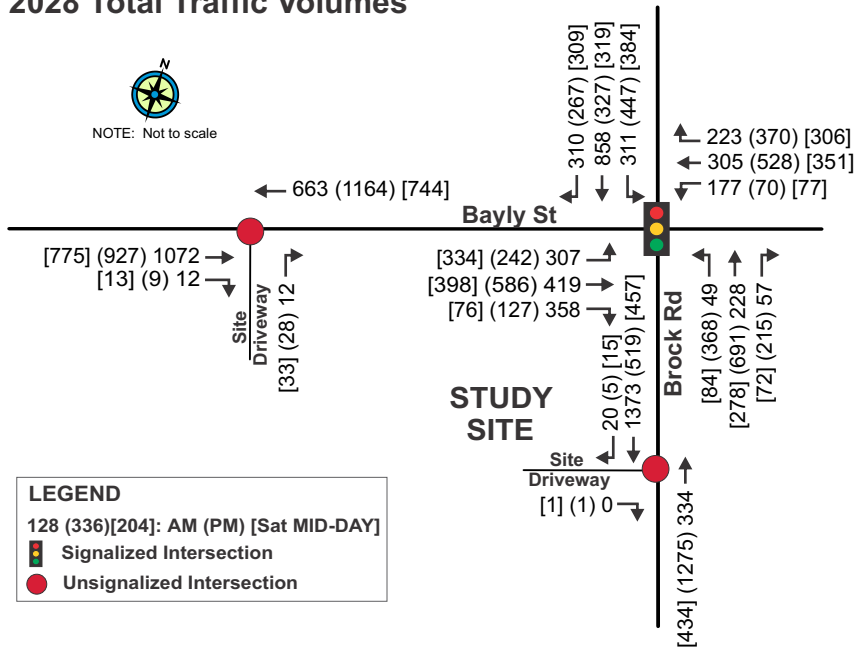 2028 Total Traffic Volumes
N
NOTE: Not to scale
310 (267) [309]
858 (327) [319]
311 (447) [384]
223 (370) [306]
305 (528) [351]
177 (70) [77]
663 (1164) [744]
Bayly St
[775] (927) 1072
[13] (9) 12
Site
Driveway
[33] (28) 12
[334] (242) 307
[398] (586) 419
[76] (127) 358
Brock Rd
[84] (368) 49
[278] (691) 228
[72] (215) 57
20 (5) [15]
1373 (519) [457]
STUDY
SITE
Site
Driveway
[1] (1) 0
[434] (1275) 334
LEGEND
128 (336)[204]: AM (PM) [Sat MID-DAY]
Signalized Intersection
Unsignalized Intersection